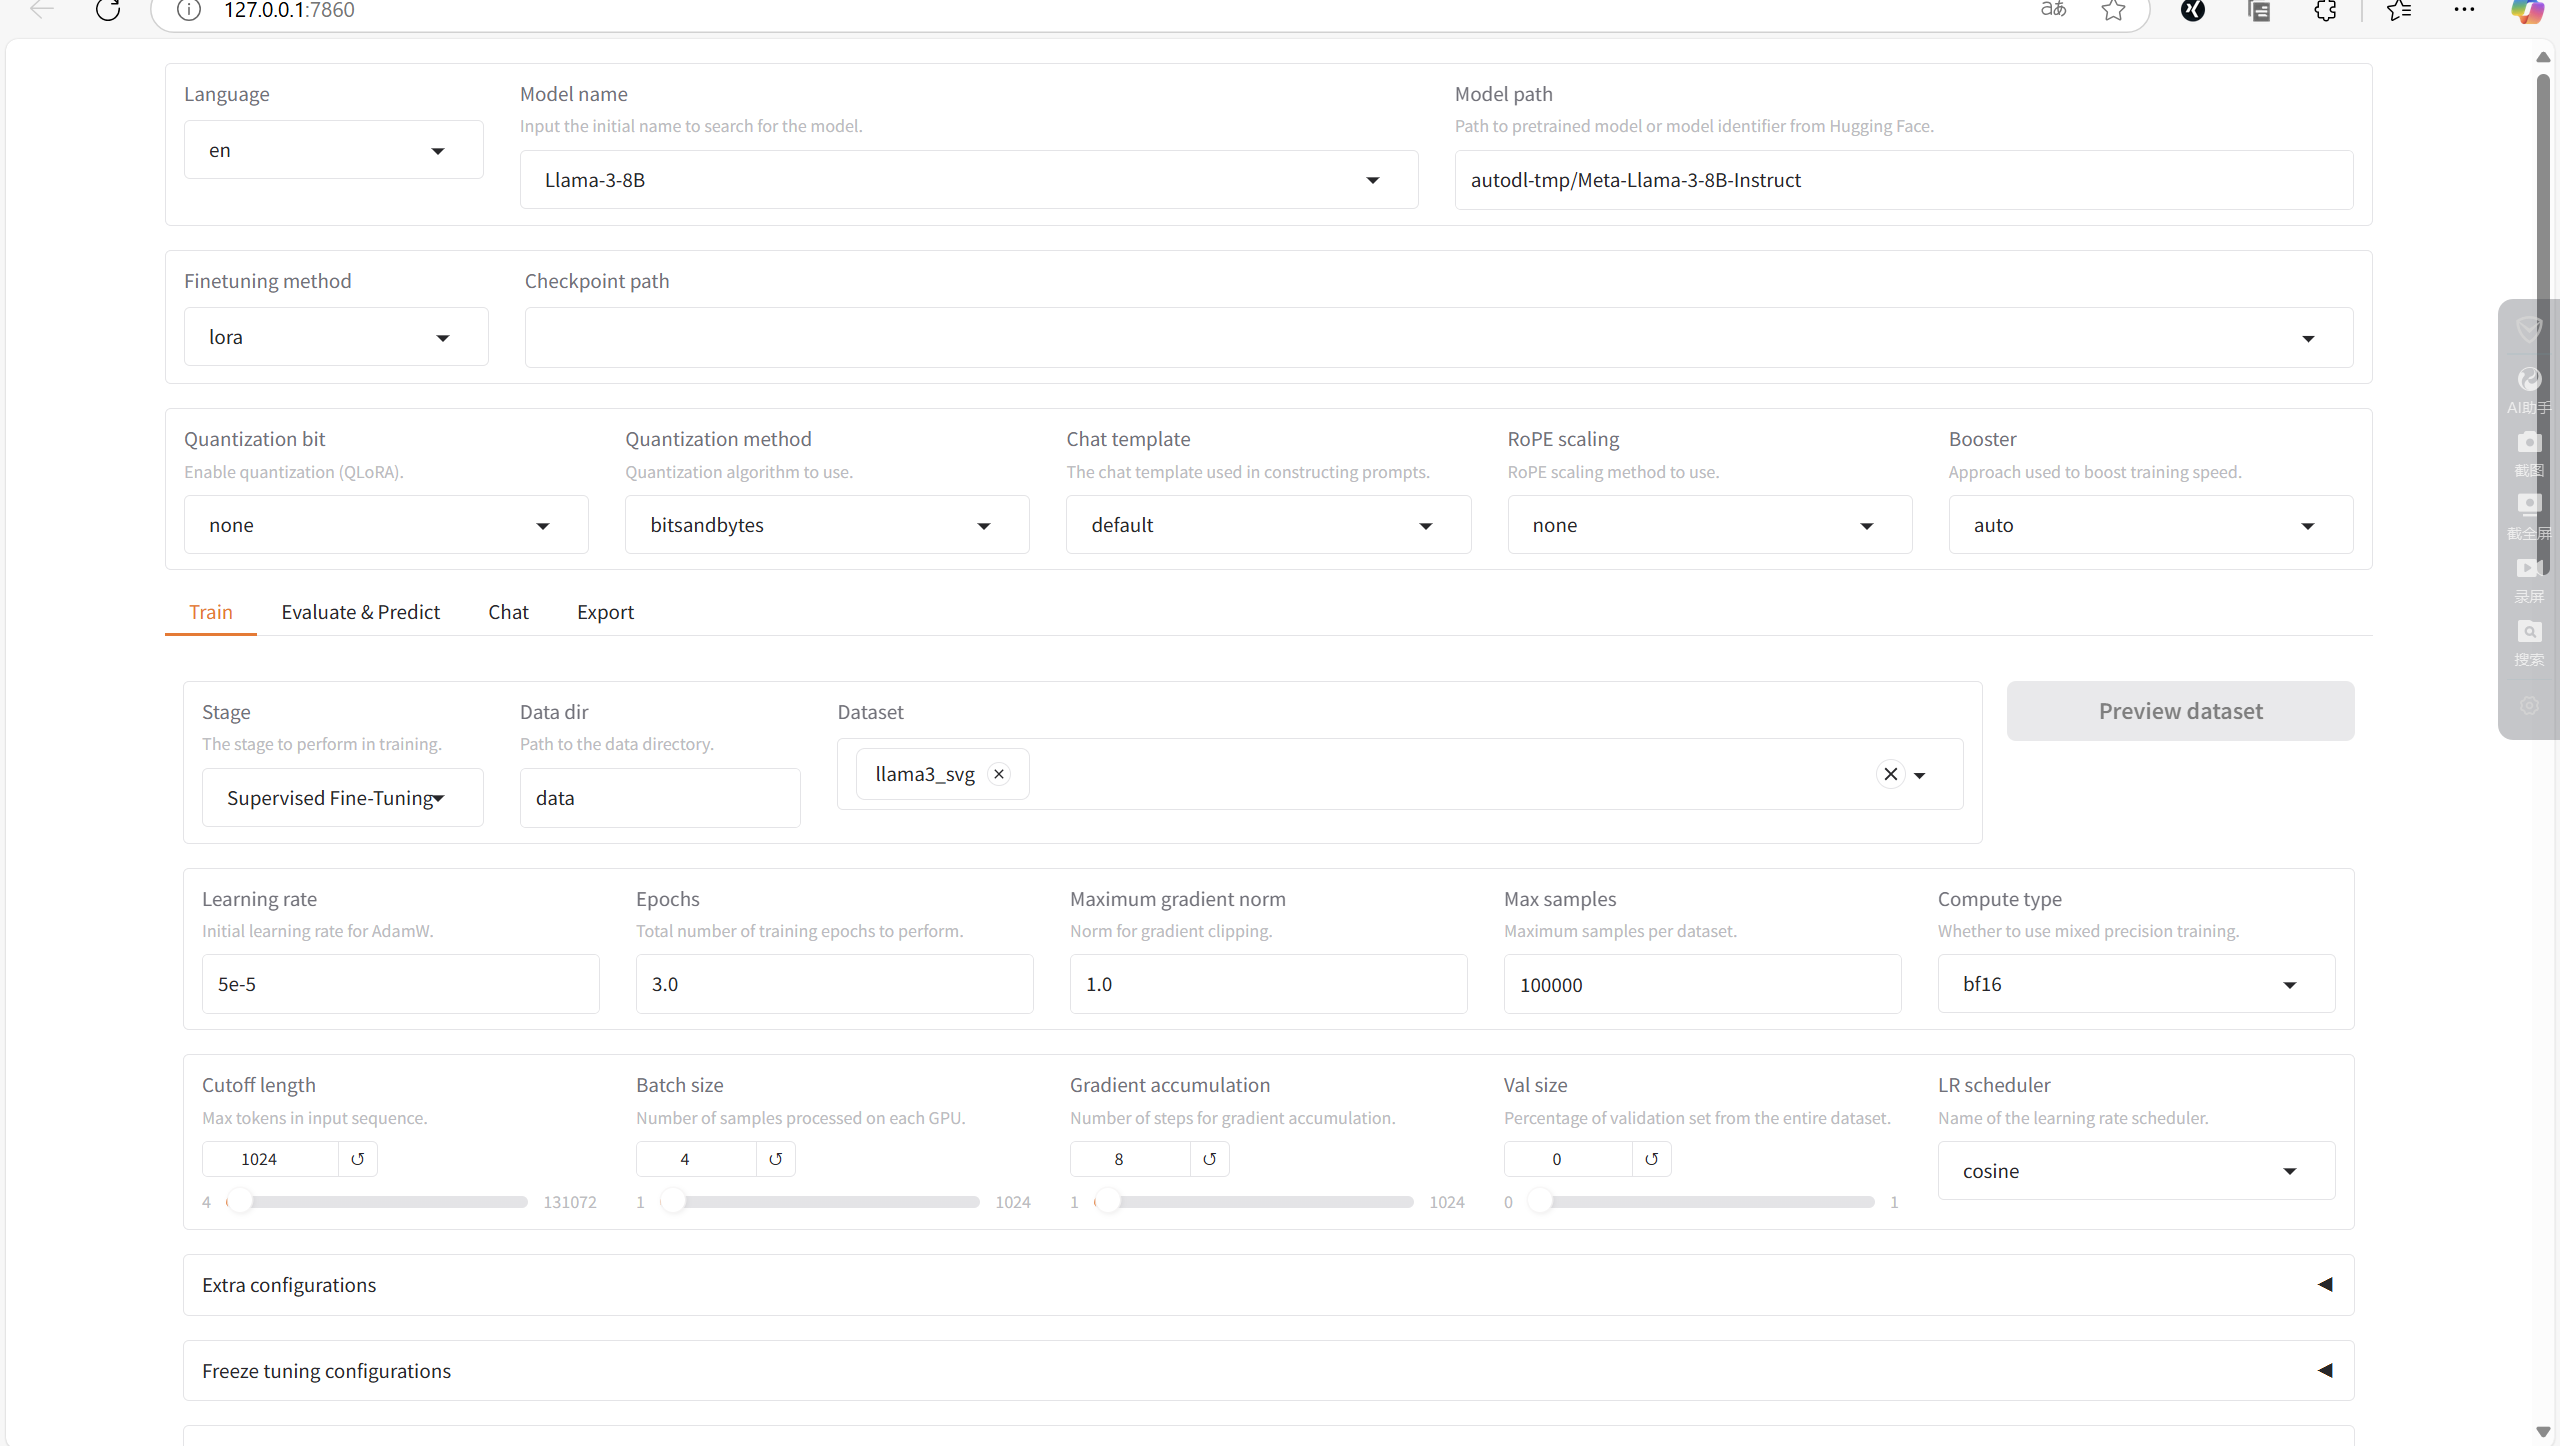 127.0.0.1:7860
aあ
Language
Model name
Model path
Input the initial name to search for the model.
Path to pretrained model or model identifier from Hugging Face.
en
Llama-3-8B
autodl-tmp/Meta-Llama-3-8B-Instruct
Finetuning method
Checkpoint path
lora
Quantization bit
Quantization method
Chat template
RoPE scaling
Booster
Enable quantization (QLoRA).
Quantization algorithm to use.
The chat template used in constructing prompts.
RoPE scaling method to use.
Approach used to boost training speed.
none
bitsandbytes
default
none
auto
AI助手
截图
截全屏
录屏
搜索
Train
Evaluate & Predict
Chat
Export
Stage
Data dir
Dataset
Preview dataset
The stage to perform in training.
Path to the data directory.
Supervised Fine-Tuning
data
llama3_svg
Learning rate
Epochs
Maximum gradient norm
Max samples
Compute type
Initial learning rate for AdamW.
Total number of training epochs to perform.
Norm for gradient clipping.
Maximum samples per dataset.
Whether to use mixed precision training.
5e-5
3.0
1.0
100000
bf16
Cutoff length
Batch size
Gradient accumulation
Val size
LR scheduler
Max tokens in input sequence.
Number of samples processed on each GPU.
Number of steps for gradient accumulation.
Percentage of validation set from the entire dataset.
Name of the learning rate scheduler.
1024
4
8
0
cosine
4
131072
1
1024
1
1024
0
1
Extra configurations
Freeze tuning configurations